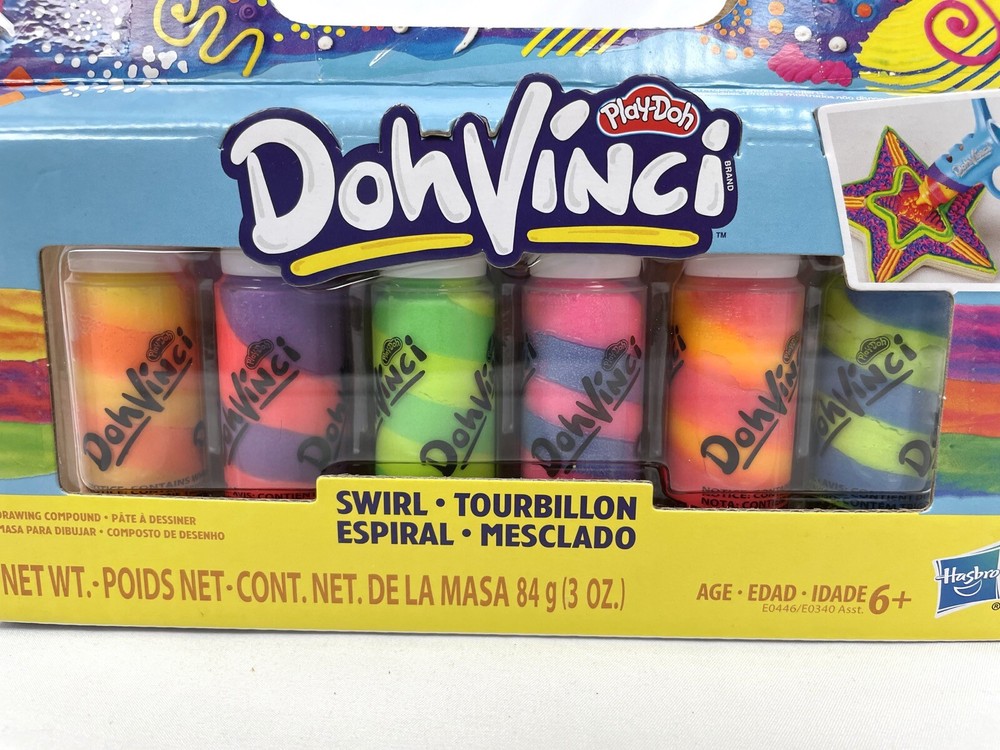 Play-Doh
DohVinci
BRAND
TM
DohVinci
DohVinci
DohVinci
DohVinci
DohVinci
DohVinci
DohVinci
SWIRL • TOURBILLON
ESPIRAL • MESCLADO
DRAWING COMPOUND • PÂTE À DESSINER
MASA PARA DIBUJAR • COMPOSTO DE DESENHO
NET WT. • POIDS NET • CONT. NET. DE LA MASA 84 g (3 OZ.)
AGE • EDAD • IDADE 6+
E0446/E0340 Asst.
Hasbro
®